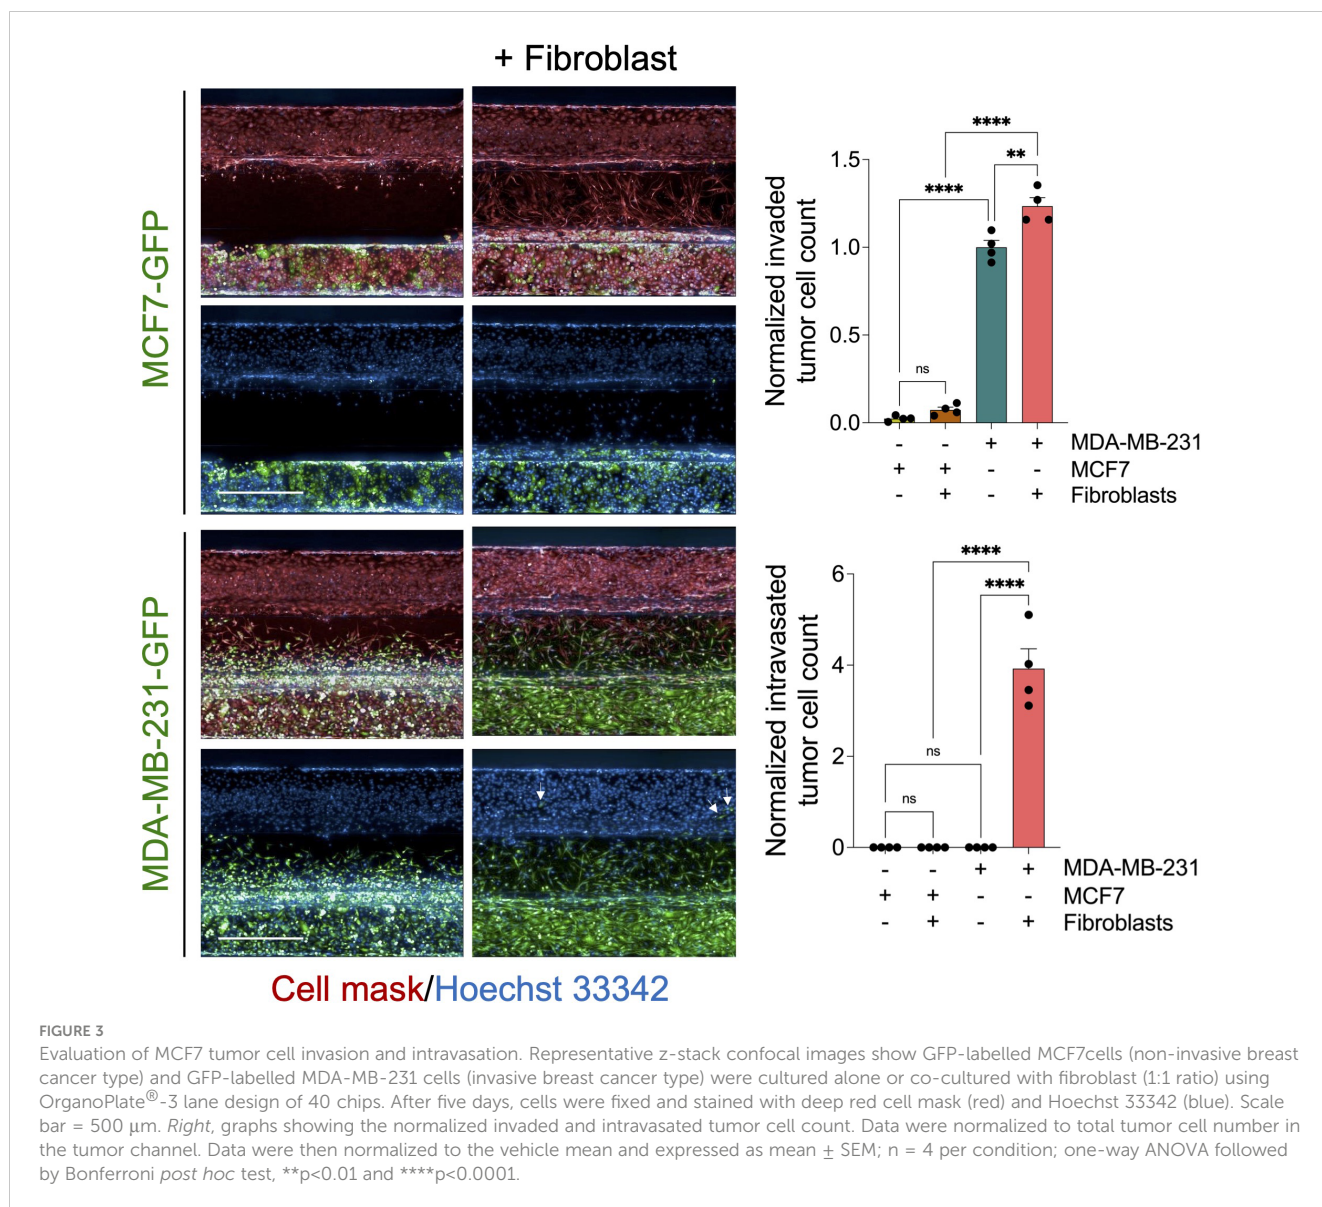 + Fibroblast
MCF7-GFP
MDA-MB-231-GFP
Cell mask/Hoechst 33342
Normalized invaded
tumor cell count
1.5
1.0
0.5
0.0
****
**
****
ns
- - + + MDA-MB-231
+ + - - MCF7
- + - + Fibroblasts
Normalized intravasated
tumor cell count
6
4
2
0
****
****
ns
ns
- - + + MDA-MB-231
+ + - - MCF7
- + - + Fibroblasts
FIGURE 3
Evaluation of MCF7 tumor cell invasion and intravasation. Representative z-stack confocal images show GFP-labelled MCF7cells (non-invasive breast
cancer type) and GFP-labelled MDA-MB-231 cells (invasive breast cancer type) were cultured alone or co-cultured with fibroblast (1:1 ratio) using
OrganoPlate®-3 lane design of 40 chips. After five days, cells were fixed and stained with deep red cell mask (red) and Hoechst 33342 (blue). Scale
bar = 500 µm. Right, graphs showing the normalized invaded and intravasated tumor cell count. Data were normalized to total tumor cell number in
the tumor channel. Data were then normalized to the vehicle mean and expressed as mean ± SEM; n = 4 per condition; one-way ANOVA followed
by Bonferroni post hoc test, **p<0.01 and ****p<0.0001.